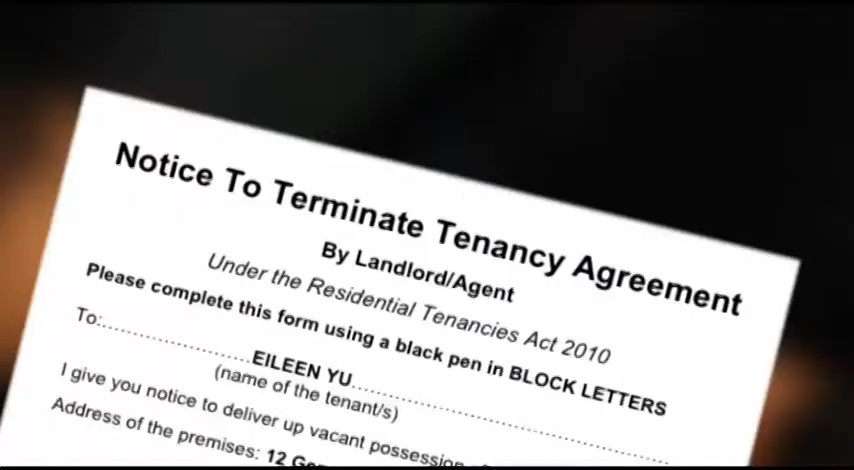 Notice To Terminate Tenancy Agreement
By Landlord/Agent
Under the Residential Tenancies Act 2010
Please complete this form using a black pen in BLOCK LETTERS
To:..............................EILEEN YU..............................................................
(name of the tenant/s)
I give you notice to deliver up vacant possession
Address of the premises: 12